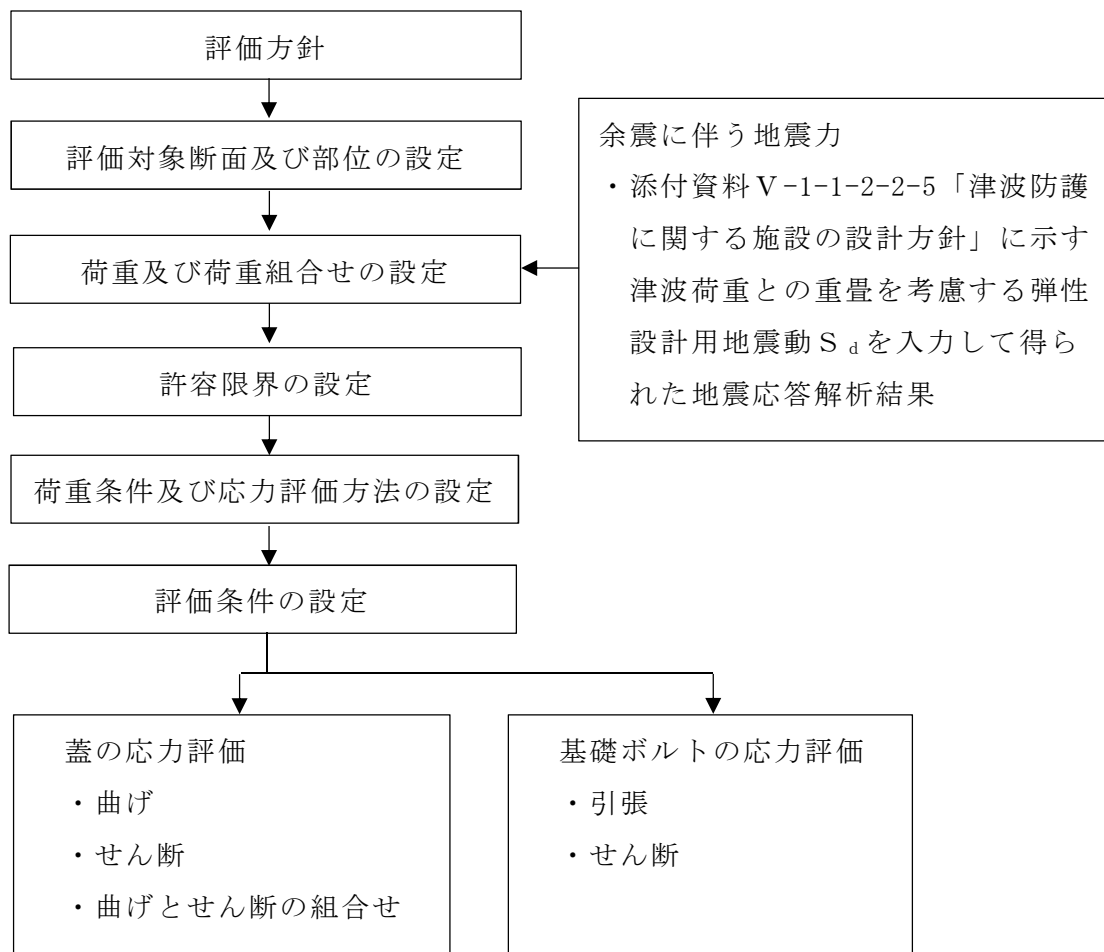 評価方針
評価対象断面及び部位の設定
荷重及び荷重組合せの設定
許容限界の設定
荷重条件及び応力評価方法の設定
評価条件の設定
余震に伴う地震力
・添付資料Ⅴ-1-1-2-2-5「津波防護
に関する施設の設計方針」に示す
津波荷重との重畳を考慮する弾性
設計用地震動Ｓdを入力して得ら
れた地震応答解析結果
蓋の応力評価
・曲げ
・せん断
・曲げとせん断の組合せ
基礎ボルトの応力評価
・引張
・せん断